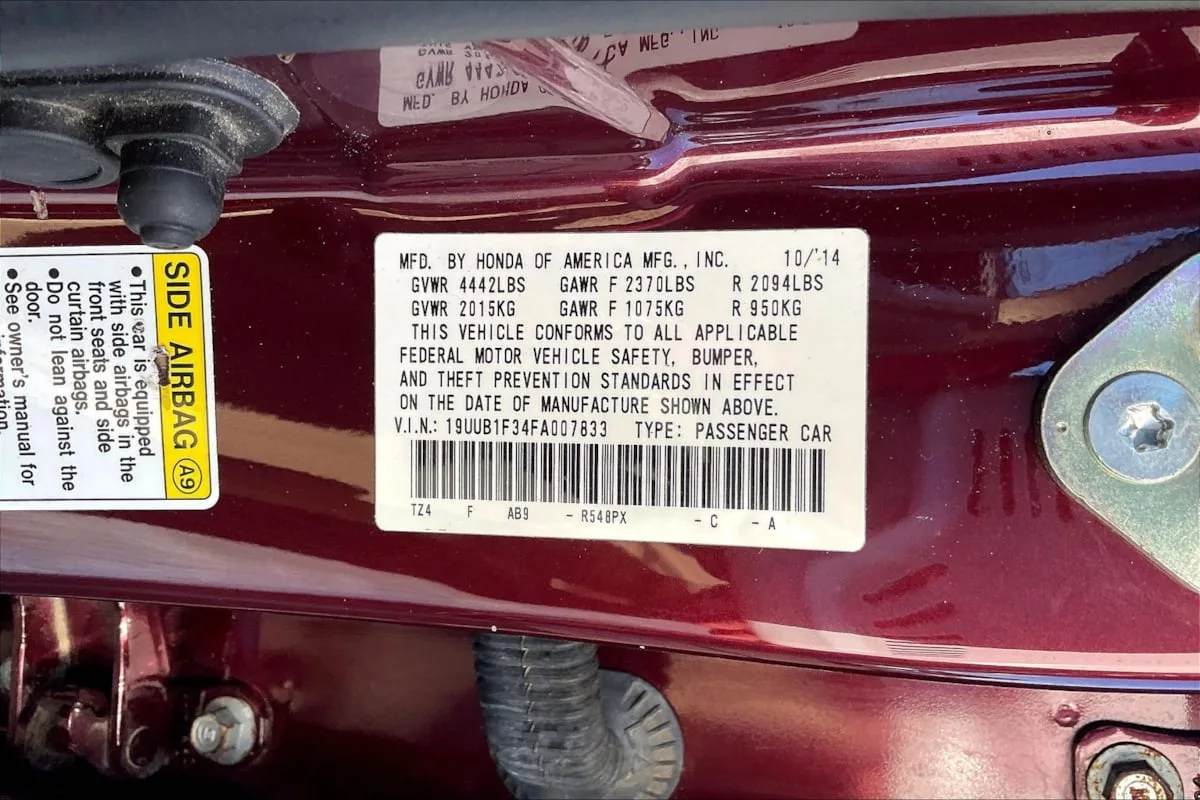 MFD. BY HONDA OF AMERICA MFG., INC. 10/'14
GVWR 4442LBS GAWR F 2370LBS R 2094LBS
GVWR 2015KG GAWR F 1075KG R 950KG
THIS VEHICLE CONFORMS TO ALL APPLICABLE
FEDERAL MOTOR VEHICLE SAFETY, BUMPER,
AND THEFT PREVENTION STANDARDS IN EFFECT
ON THE DATE OF MANUFACTURE SHOWN ABOVE.
V.I.N.: 19UUB1F34FA007833 TYPE: PASSENGER CAR
TZ4 F AB9 - R548PX - C - A
SIDE AIRBAG A9
•This car is equipped
with side airbags in the
front seats and side
curtain airbags.
•Do not lean against the
door.
•See owner's manual for
information.